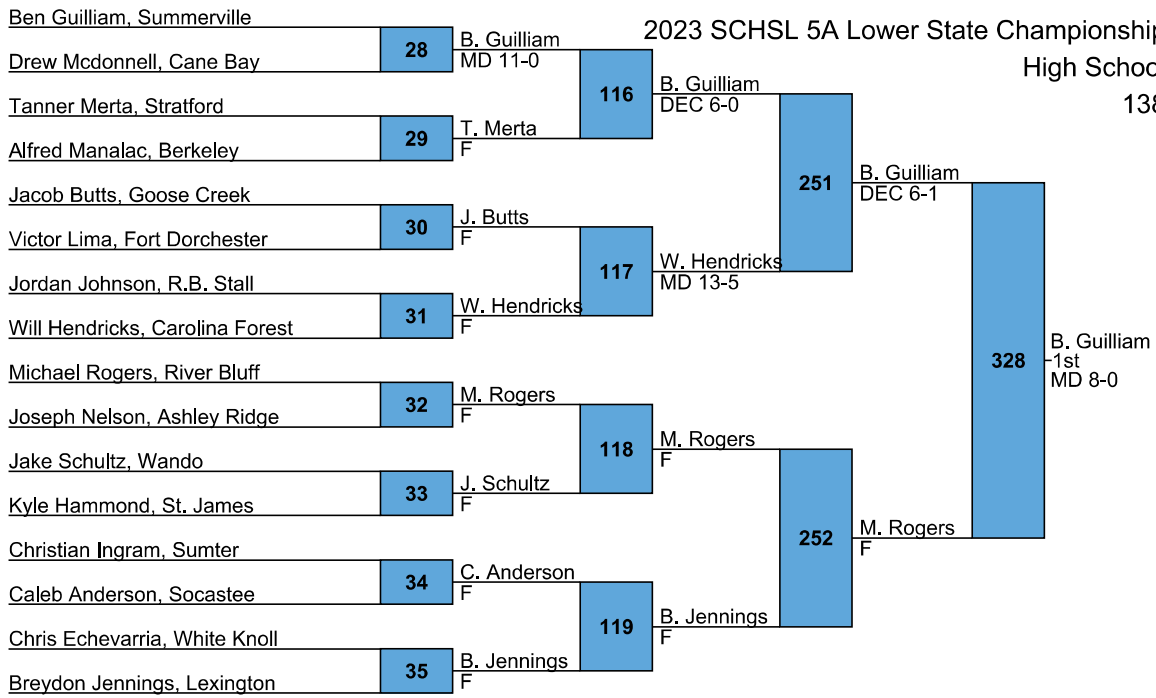 2023 SCHSL 5A Lower State Championship
High School
138
Ben Guilliam, Summerville
28
B. Guilliam
MD 11-0
Drew Mcdonnell, Cane Bay
116
B. Guilliam
DEC 6-0
Tanner Merta, Stratford
29
T. Merta
F
Alfred Manalac, Berkeley
251
B. Guilliam
DEC 6-1
Jacob Butts, Goose Creek
30
J. Butts
F
Victor Lima, Fort Dorchester
117
W. Hendricks
MD 13-5
Jordan Johnson, R.B. Stall
31
W. Hendricks
F
Will Hendricks, Carolina Forest
328
B. Guilliam
1st
MD 8-0
Michael Rogers, River Bluff
32
M. Rogers
F
Joseph Nelson, Ashley Ridge
118
M. Rogers
F
Jake Schultz, Wando
33
J. Schultz
F
Kyle Hammond, St. James
252
M. Rogers
F
Christian Ingram, Sumter
34
C. Anderson
F
Caleb Anderson, Socastee
119
B. Jennings
F
Chris Echevarria, White Knoll
35
B. Jennings
F
Breydon Jennings, Lexington